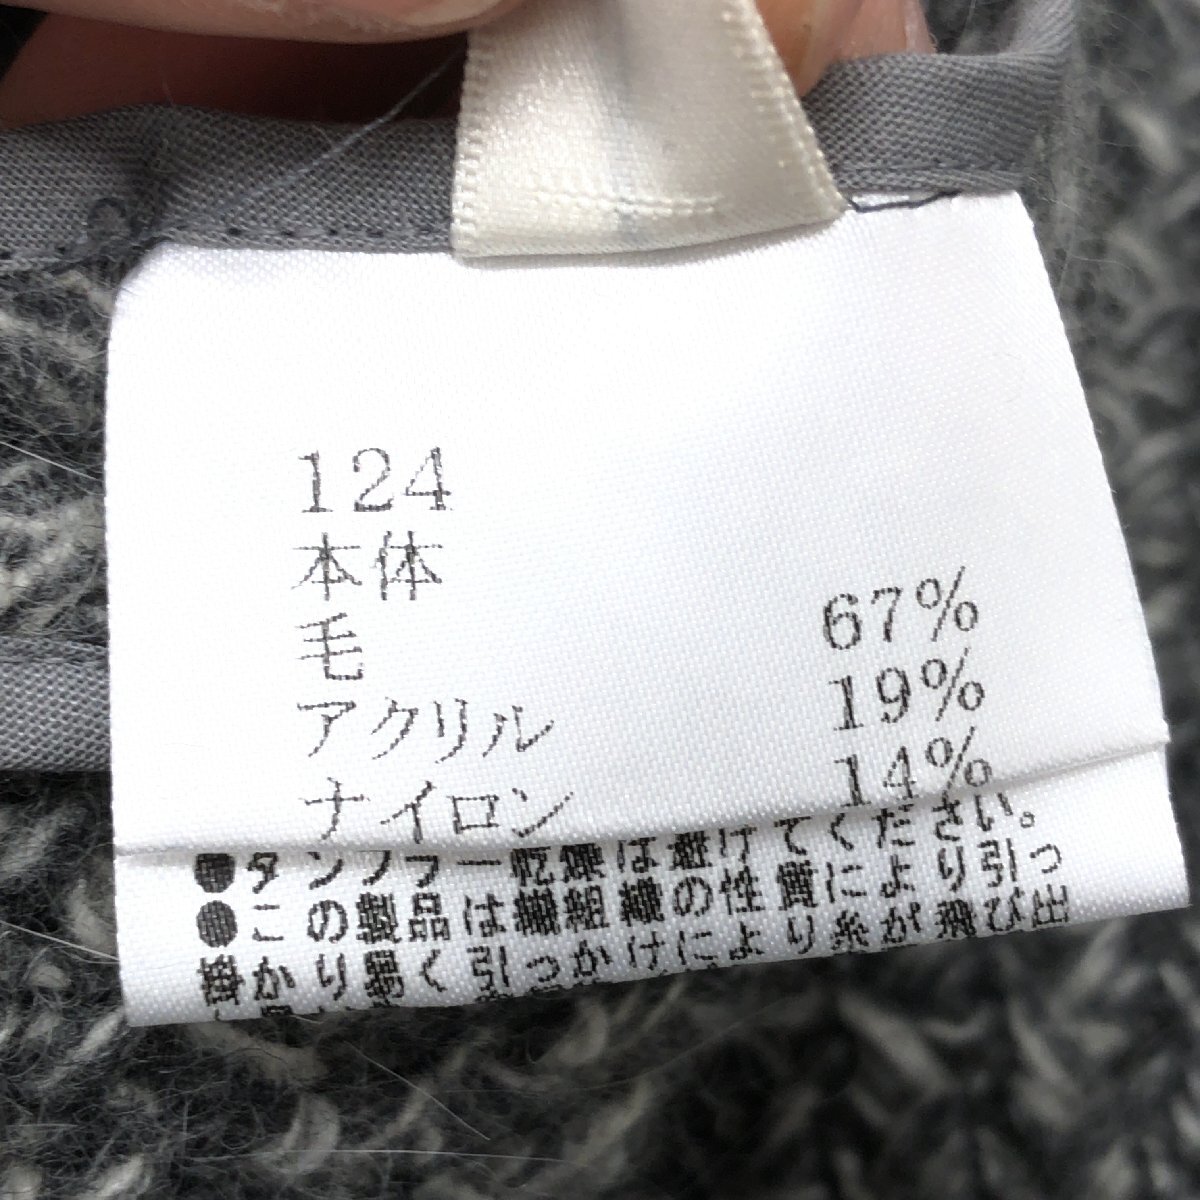 124
本体
毛 67%
アクリル 19%
ナイロン 14%
●タンブラー乾燥は避けてください。
●この製品は繊組織の性質により引っ
掛かり易く引っかけにより糸が飛び出